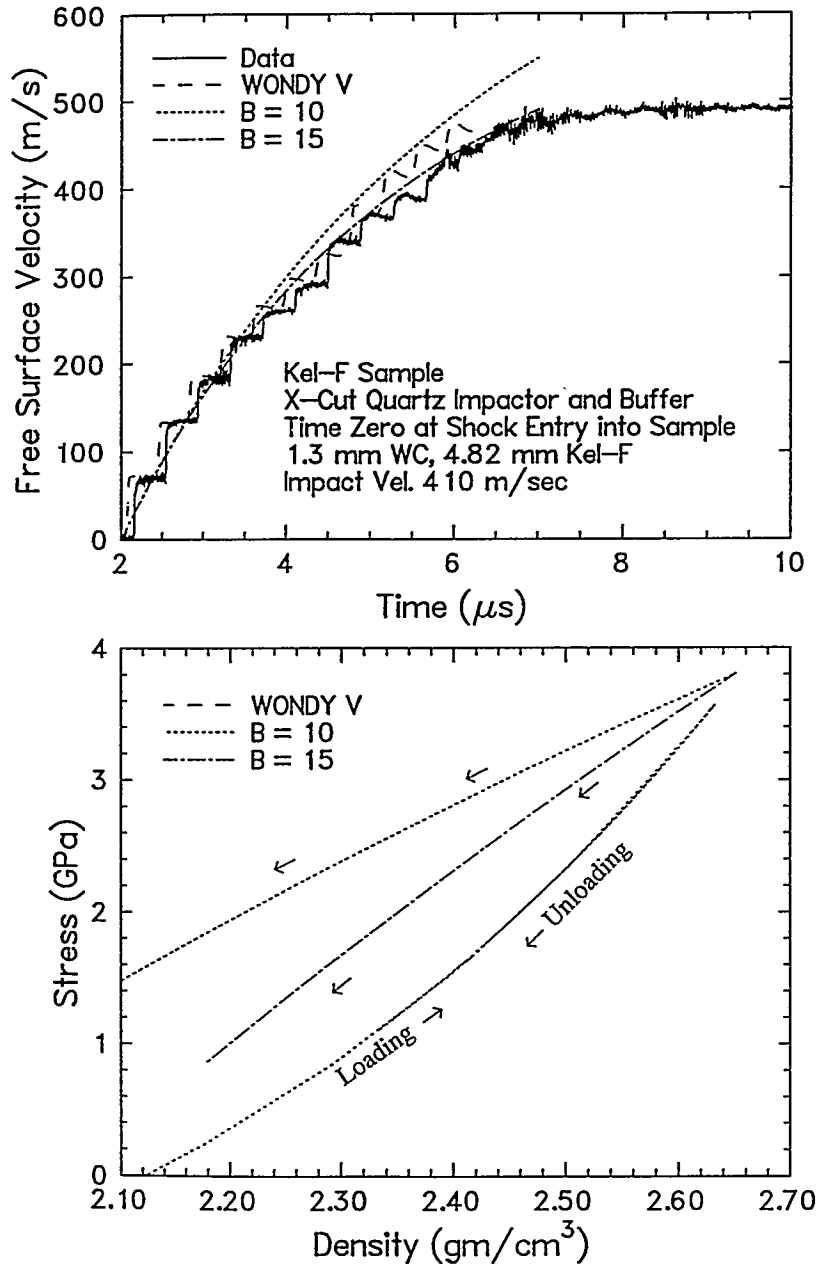 600
500
400
300
200
100
0
Free Surface Velocity (m/s)
Data
WONDY V
B = 10
B = 15
Kel-F Sample
X-Cut Quartz Impactor and Buffer
Time Zero at Shock Entry into Sample
1.3 mm WC, 4.82 mm Kel-F
Impact Vel. 410 m/sec
2 4 6 8 10
Time (μs)
4
3
2
1
0
Stress (GPa)
WONDY V
B = 10
B = 15
Unloading
Loading
2.10 2.20 2.30 2.40 2.50 2.60 2.70
Density (gm/cm³)